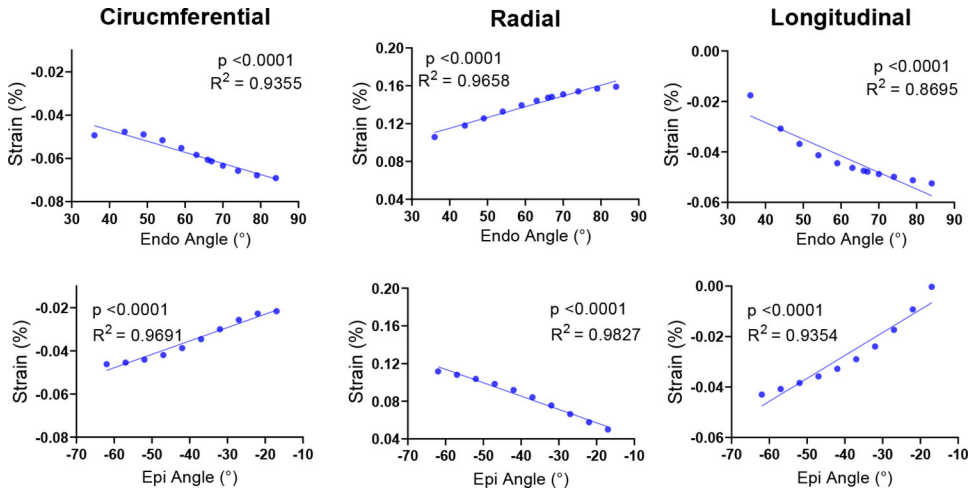 Cirucmferential
Radial
Longitudinal
Strain (%)
-0.02
-0.04
-0.06
-0.08
p <0.0001
R² = 0.9355
30 40 50 60 70 80 90
Endo Angle (°)
Strain (%)
0.20
0.16
0.12
0.08
0.04
p <0.0001
R² = 0.9658
30 40 50 60 70 80 90
Endo Angle (°)
Strain (%)
0.00
-0.02
-0.04
-0.06
p <0.0001
R² = 0.8695
30 40 50 60 70 80 90
Endo Angle (°)
Strain (%)
-0.02
-0.04
-0.06
-0.08
p <0.0001
R² = 0.9691
-70 -60 -50 -40 -30 -20 -10
Epi Angle (°)
Strain (%)
0.20
0.16
0.12
0.08
0.04
p <0.0001
R² = 0.9827
-70 -60 -50 -40 -30 -20 -10
Epi Angle (°)
Strain (%)
0.00
-0.02
-0.04
-0.06
p <0.0001
R² = 0.9354
-70 -60 -50 -40 -30 -20 -10
Epi Angle (°)